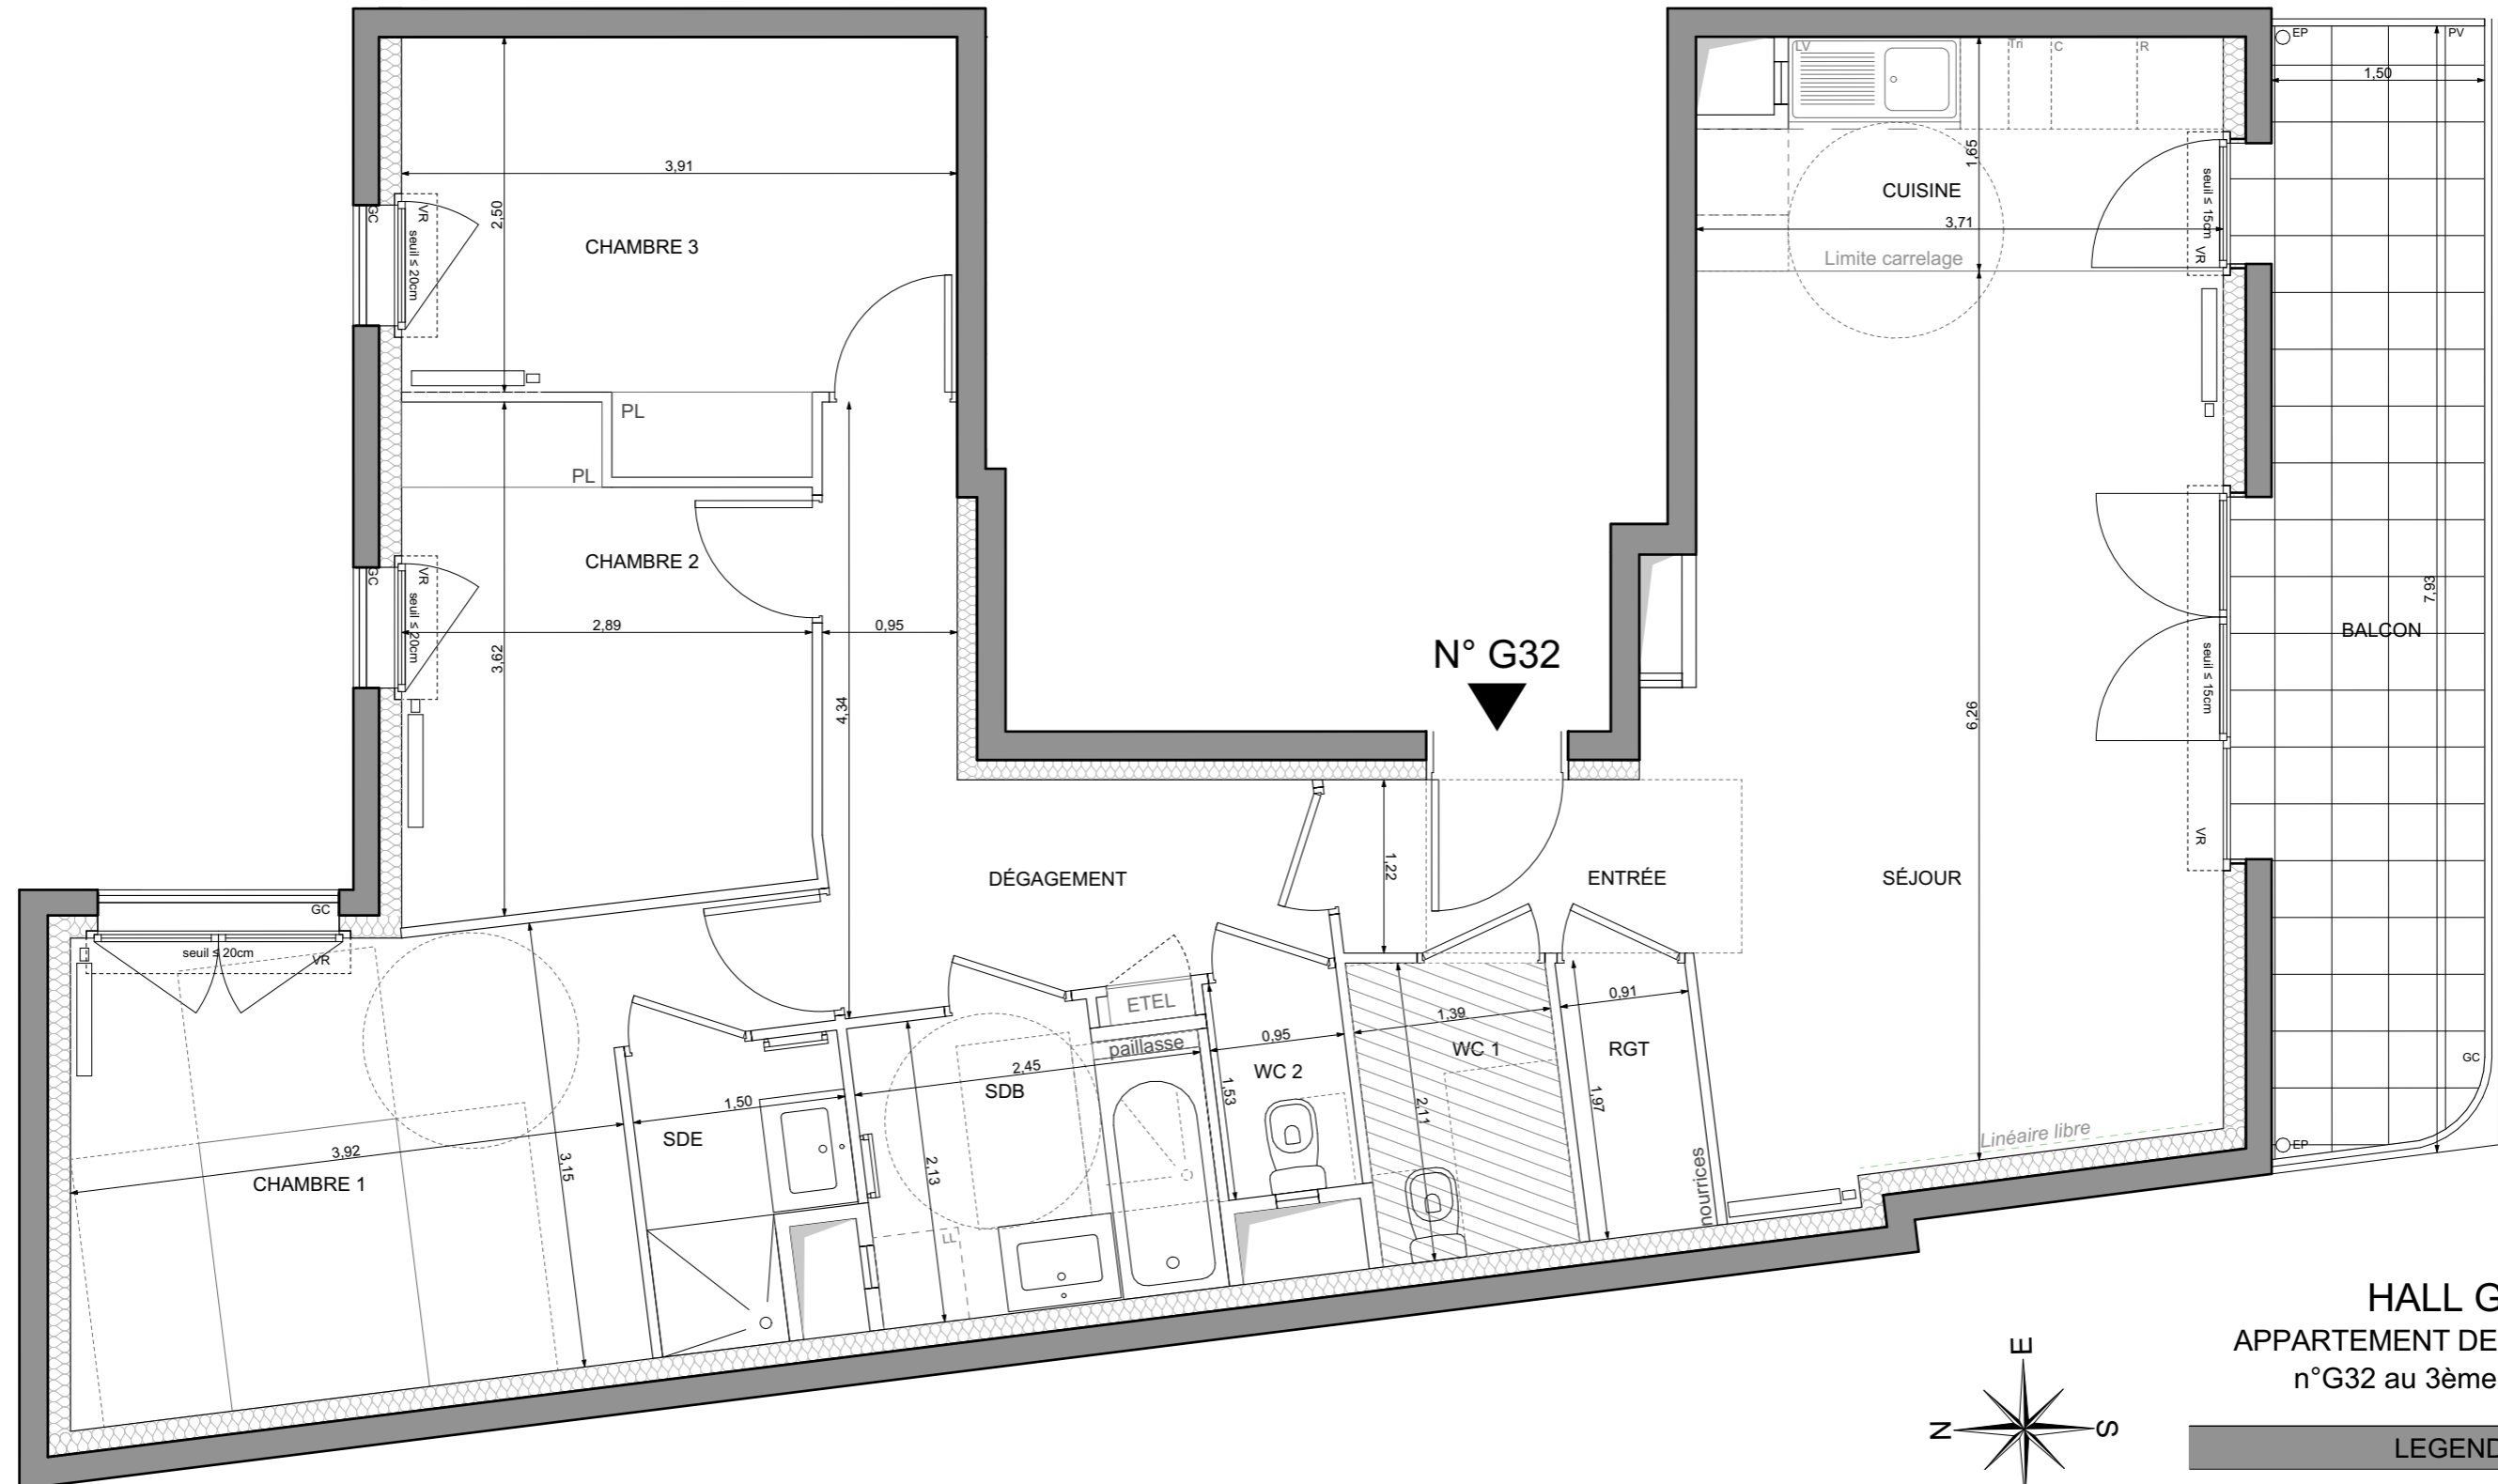 LV
Tri
C
R
EP
PV
1,50
3,91
2,50
CHAMBRE 3
GC
VR
seuil ≤ 20cm
1,65
CUISINE
3,71
Limite carrelage
seuil ≤ 15cm
VR
PL
PL
CHAMBRE 2
GC
VR
seuil ≤ 20cm
2,89
0,95
3,62
4,34
N° G32
7,93
BALCON
seuil ≤ 15cm
6,26
VR
1,22
DÉGAGEMENT
ENTRÉE
SÉJOUR
GC
seuil ≤ 20cm
VR
ETEL
paillasse
0,95
1,39
0,91
WC 1
RGT
WC 2
2,45
SDB
1,53
2,11
1,97
1,50
SDE
3,92
3,15
2,13
CHAMBRE 1
LL
nourrices
Linéaire libre
GC
EP
HALL G
APPARTEMENT DE
n°G32 au 3ème
E
N
S
LEGEND